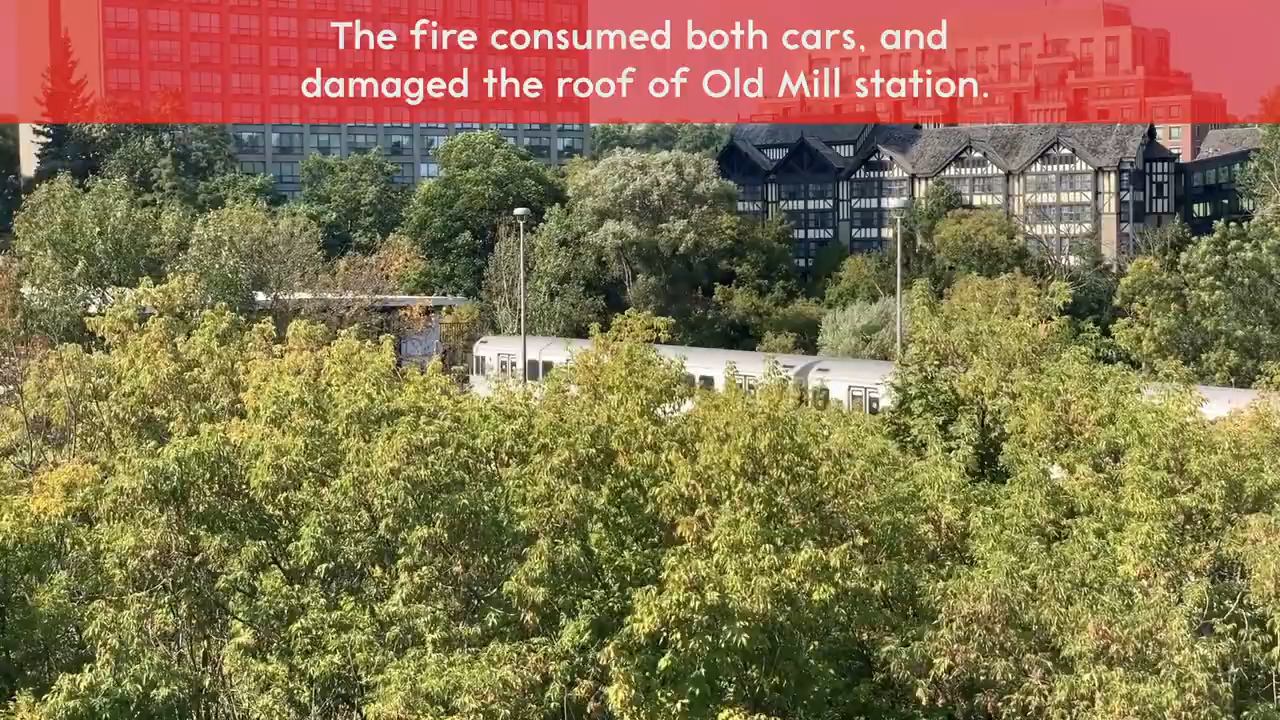 The fire consumed both cars, and
damaged the roof of Old Mill station.